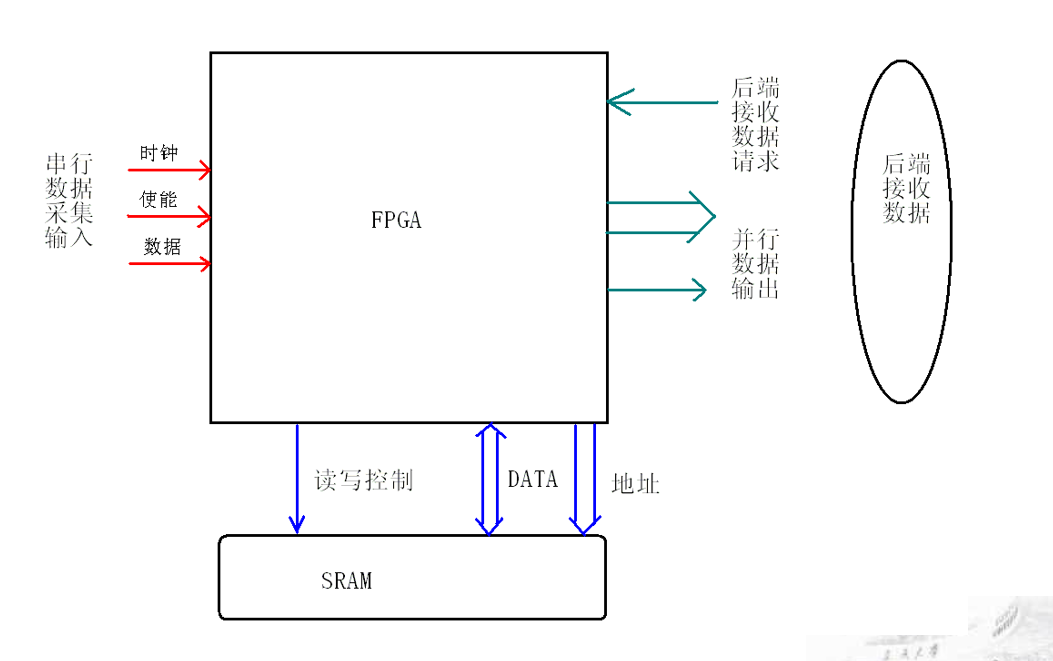 串行
数据
采集
输入
时钟
使能
数据
FPGA
后端
接收
数据
请求
并行
数据
输出
后端
接收
数据
读写控制
DATA
地址
SRAM